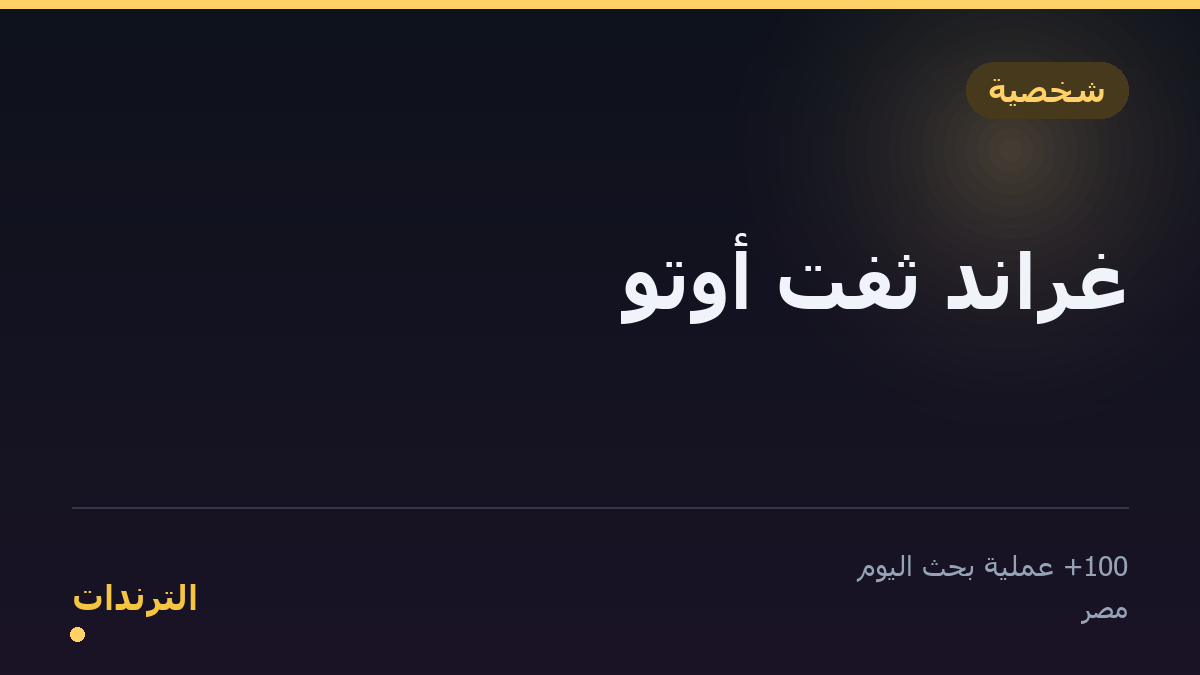 شخصية
غراند ثفت أوتو
100+ عملية بحث اليوم
مصر
الترندات